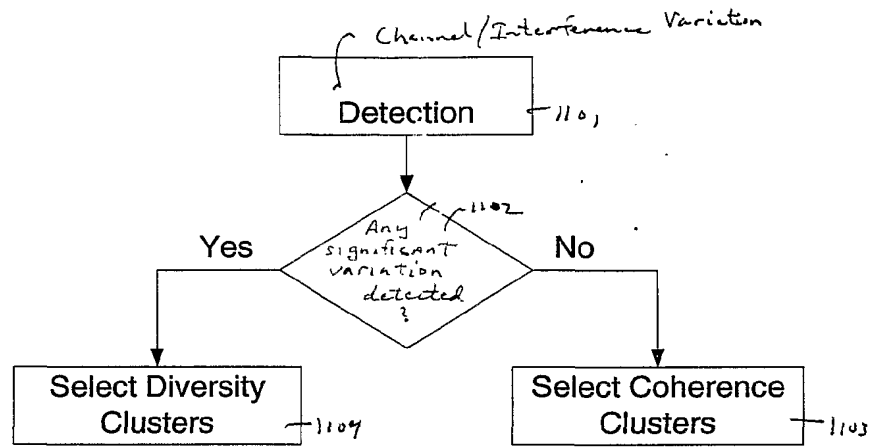 Channel/Interference Variation
Detection
1101
1102
Any
significant
variation
detected
?
Yes
No
Select Diversity
Clusters
1104
Select Coherence
Clusters
1103